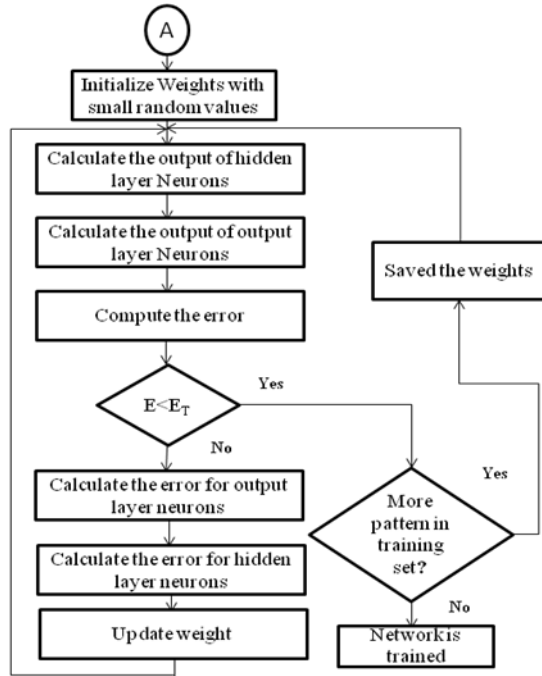 A
Initialize Weights with
small random values
Calculate the output of hidden
layer Neurons
Calculate the output of output
layer Neurons
Saved the weights
Compute the error
Yes
E<E_T
No
Calculate the error for output
layer neurons
Yes
More
pattern in
training
set?
Calculate the error for hidden
layer neurons
No
Update weight
Network is
trained